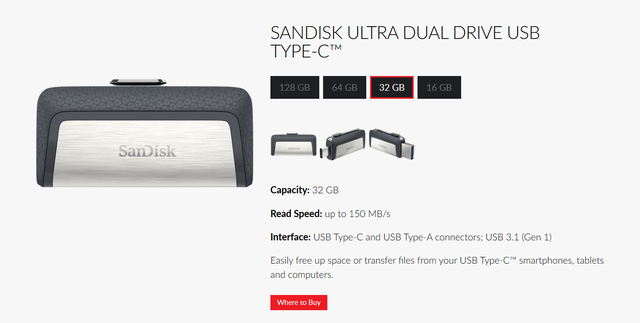 SANDISK ULTRA DUAL DRIVE USB
TYPE-C™
128 GB
64 GB
32 GB
16 GB
SanDisk
Capacity: 32 GB
Read Speed: up to 150 MB/s
Interface: USB Type-C and USB Type-A connectors; USB 3.1 (Gen 1)
Easily free up space or transfer files from your USB Type-C™ smartphones, tablets
and computers.
Where to Buy